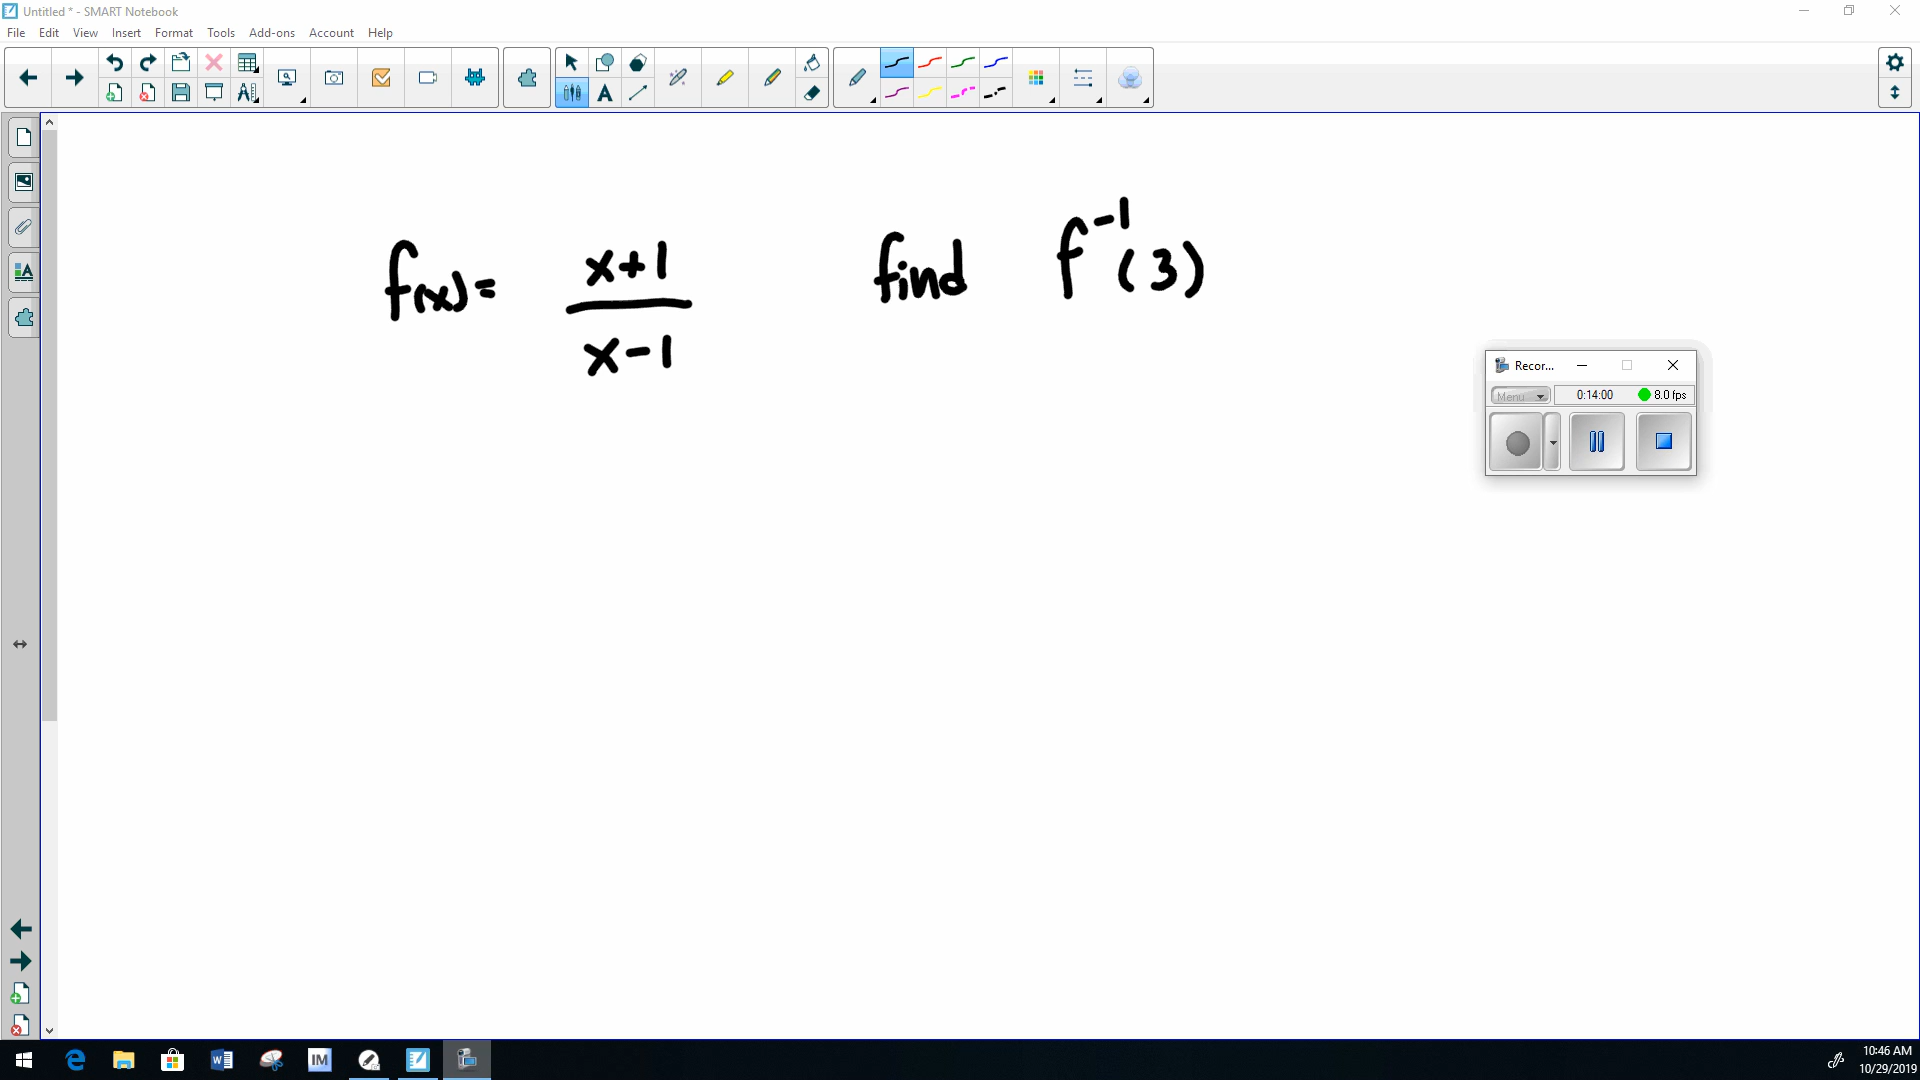 Untitled * - SMART Notebook
File Edit View Insert Format Tools Add-ons Account Help
f(x)= x+1 / x-1 find f⁻¹(3)
Recor...
Menu 0:14:00 8.0 fps
IM
10:46 AM
10/29/2019